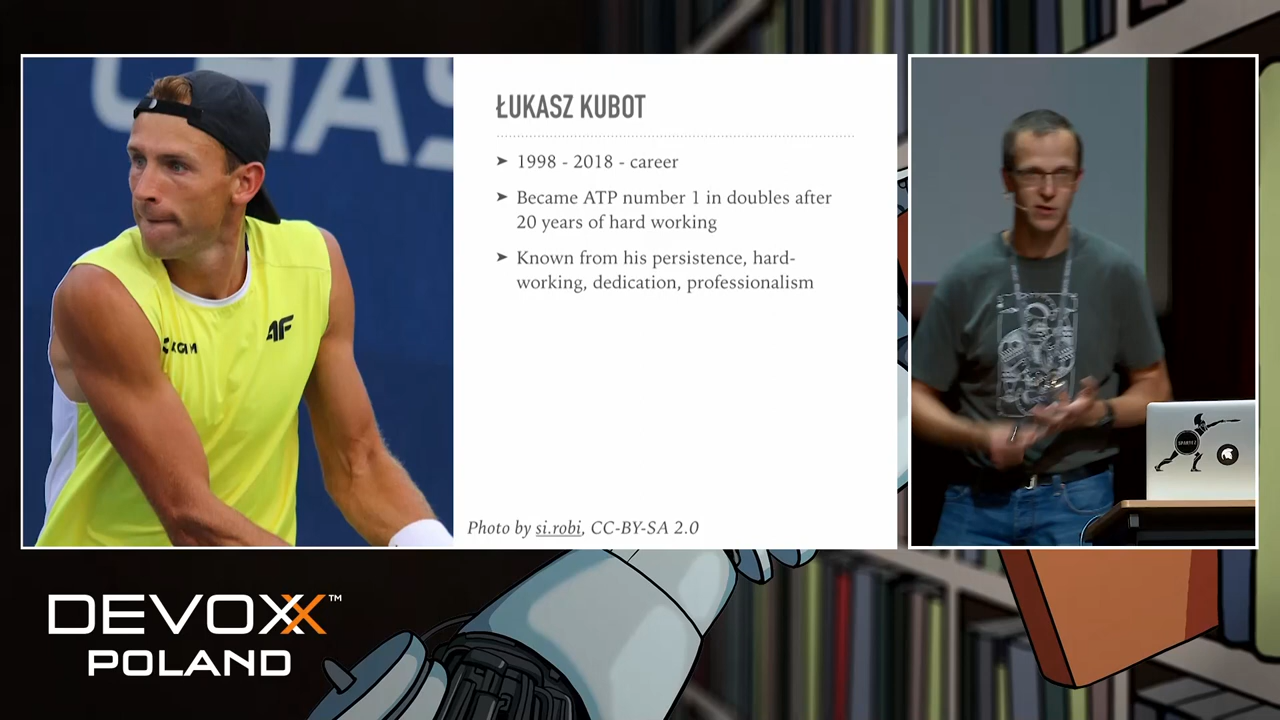 CHAS
ŁUKASZ KUBOT
➤ 1998 - 2018 - career
➤ Became ATP number 1 in doubles after
20 years of hard working
➤ Known from his persistence, hard-
working, dedication, professionalism
Photo by si.robi, CC-BY-SA 2.0
DEVOXX™
POLAND